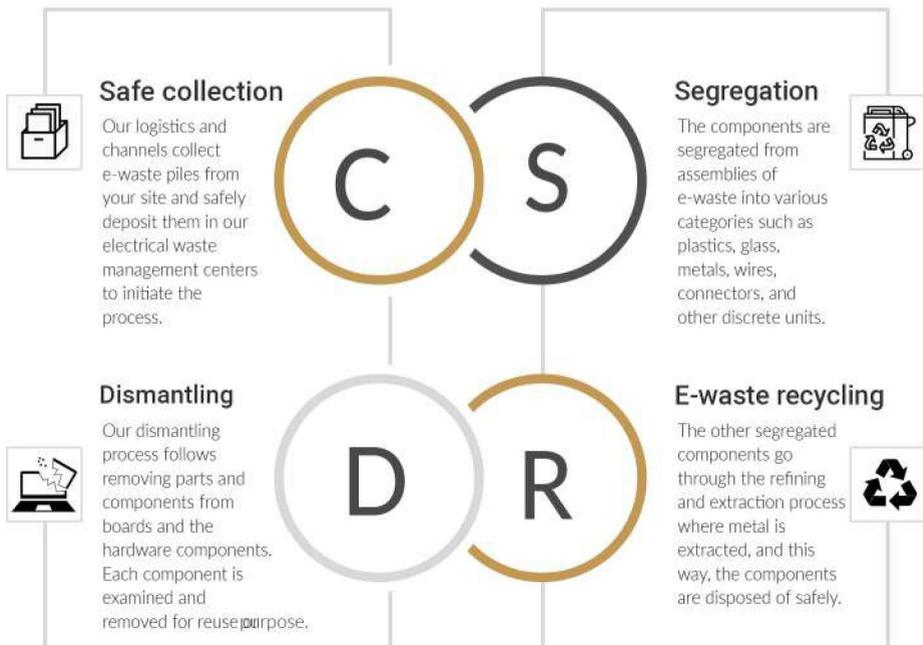 Safe collection
Our logistics and
channels collect
e-waste piles from
your site and safely
deposit them in our
electrical waste
management centers
to initiate the
process.
C
S
Segregation
The components are
segregated from
assemblies of
e-waste into various
categories such as
plastics, glass,
metals, wires,
connectors, and
other discrete units.
Dismantling
Our dismantling
process follows
removing parts and
components from
boards and the
hardware components.
Each component is
examined and
removed for reuse purpose.
D
R
E-waste recycling
The other segregated
components go
through the refining
and extraction process
where metal is
extracted, and this
way, the components
are disposed of safely.